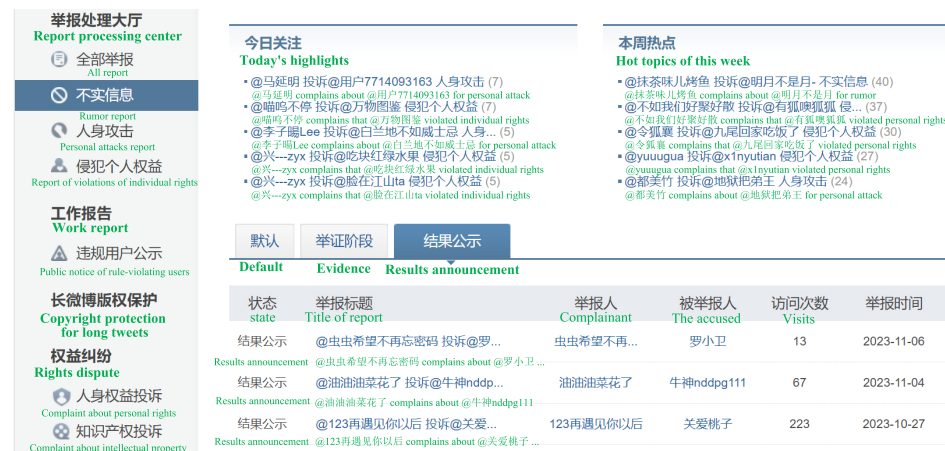 举报处理大厅
Report processing center
全部举报
All report
不实信息
Rumor report
人身攻击
Personal attacks report
侵犯个人权益
Report of violations of individual rights
工作报告
Work report
违规用户公示
Public notice of rule-violating users
长微博版权保护
Copyright protection
for long tweets
权益纠纷
Rights dispute
人身权益投诉
Complaint about personal rights
知识产权投诉
Complaint about intellectual property
今日关注
Today's highlights
@马延明 投诉@用户7714093163 人身攻击 (7)
@马延明 complains about @用户7714093163 for personal attack
@喵呜不停 投诉@万物图鉴 侵犯个人权益 (7)
@喵呜不停 complains that @万物图鉴 violated individual rights
@李子暘Lee 投诉@白兰地不如威士忌 人身... (5)
@李子暘Lee complains about @白兰地不如威士忌 for personal attack
@兴---zyx 投诉@吃块红绿水果 侵犯个人权益 (5)
@兴---zyx complains that @吃块红绿水果 violated individual rights
@兴---zyx 投诉@脸在江山ta 侵犯个人权益 (5)
@兴---zyx complains that @脸在江山ta violated individual rights
本周热点
Hot topics of this week
@抹茶味儿烤鱼 投诉@明月不是月- 不实信息 (40)
@抹茶味儿烤鱼 complains about @明月不是月 for rumor
@不如我们好聚好散 投诉@有狐噢狐狐 侵... (37)
@不如我们好聚好散 complains that @有狐噢狐狐 violated personal rights
@令狐襄 投诉@九尾回家吃饭了 侵犯个人权益 (30)
@令狐襄 complains that @九尾回家吃饭了 violated personal rights
@yuuugua 投诉@x1nyutian 侵犯个人权益 (27)
@yuuugua complains that @x1nyutian violated personal rights
@都美竹 投诉@地狱把弟王 人身攻击 (24)
@都美竹 complains about @地狱把弟王 for personal attack
默认 举证阶段 结果公示
Default Evidence Results announcement
状态 举报标题 举报人 被举报人 访问次数 举报时间
state Title of report Complainant The accused Visits
结果公示 @虫虫希望不再忘密码 投诉@罗... 虫虫希望不再... 罗小卫 13 2023-11-06
Results announcement @虫虫希望不再忘密码 complains about @罗小卫 ...
结果公示 @油油油菜花了 投诉@牛神nddp... 油油油菜花了 牛神nddpg111 67 2023-11-04
Results announcement @油油油菜花了 complains about @牛神nddpg111
结果公示 @123再遇见你以后 投诉@关爱... 123再遇见你以后 关爱桃子 223 2023-10-27
Results announcement @123再遇见你以后 complains about @关爱桃子 ...